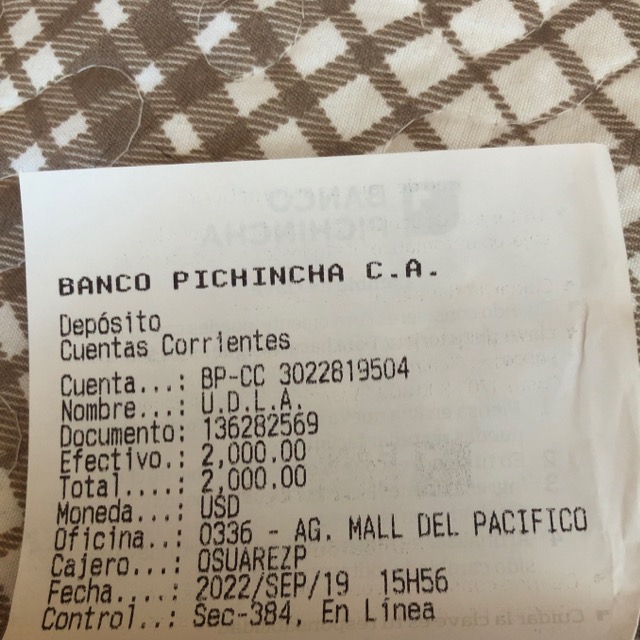 BANCO PICHINCHA C.A.
Depósito
Cuentas Corrientes
Cuenta...: BP-CC 3022819504
Nombre...: U.D.L.A.
Documento: 136282569
Efectivo.: 2,000.00
Total....: 2,000.00
Moneda...: USD
Oficina..: 0336 - AG. MALL DEL PACIFICO
Cajero...: OSUAREZP
Fecha....: 2022/SEP/19 15H56
Control..: Sec-384, En Línea
BANCO
PICHINCHA